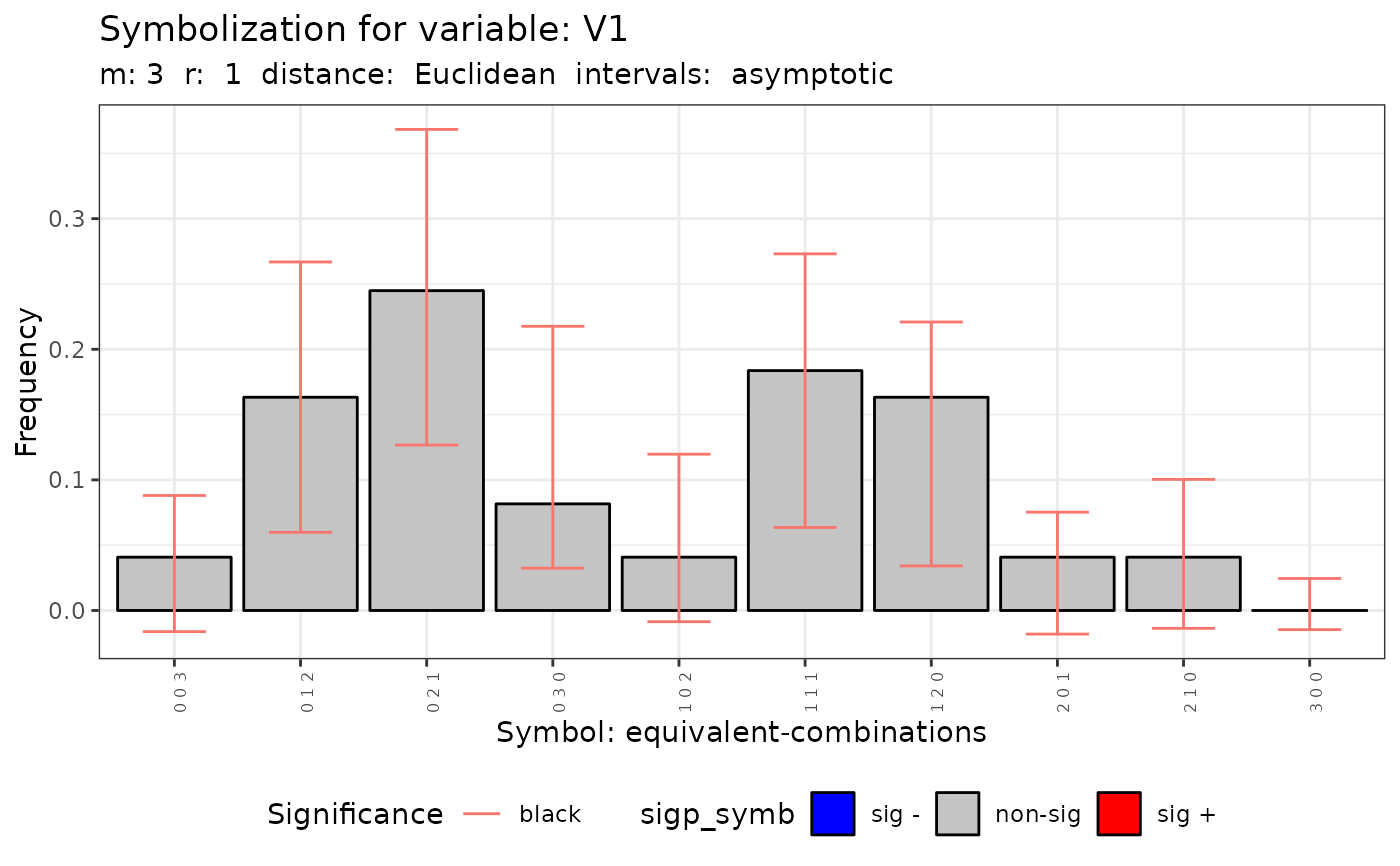 Symbolization for variable: V1
m: 3 r: 1 distance: Euclidean intervals: asymptotic
Frequency
0.3
0.2
0.1
0.0
0 0 3
0 1 2
0 2 1
0 3 0
1 0 2
1 1 1
1 2 0
2 0 1
2 1 0
3 0 0
Symbol: equivalent-combinations
Significance black sigp_symb sig - non-sig sig +